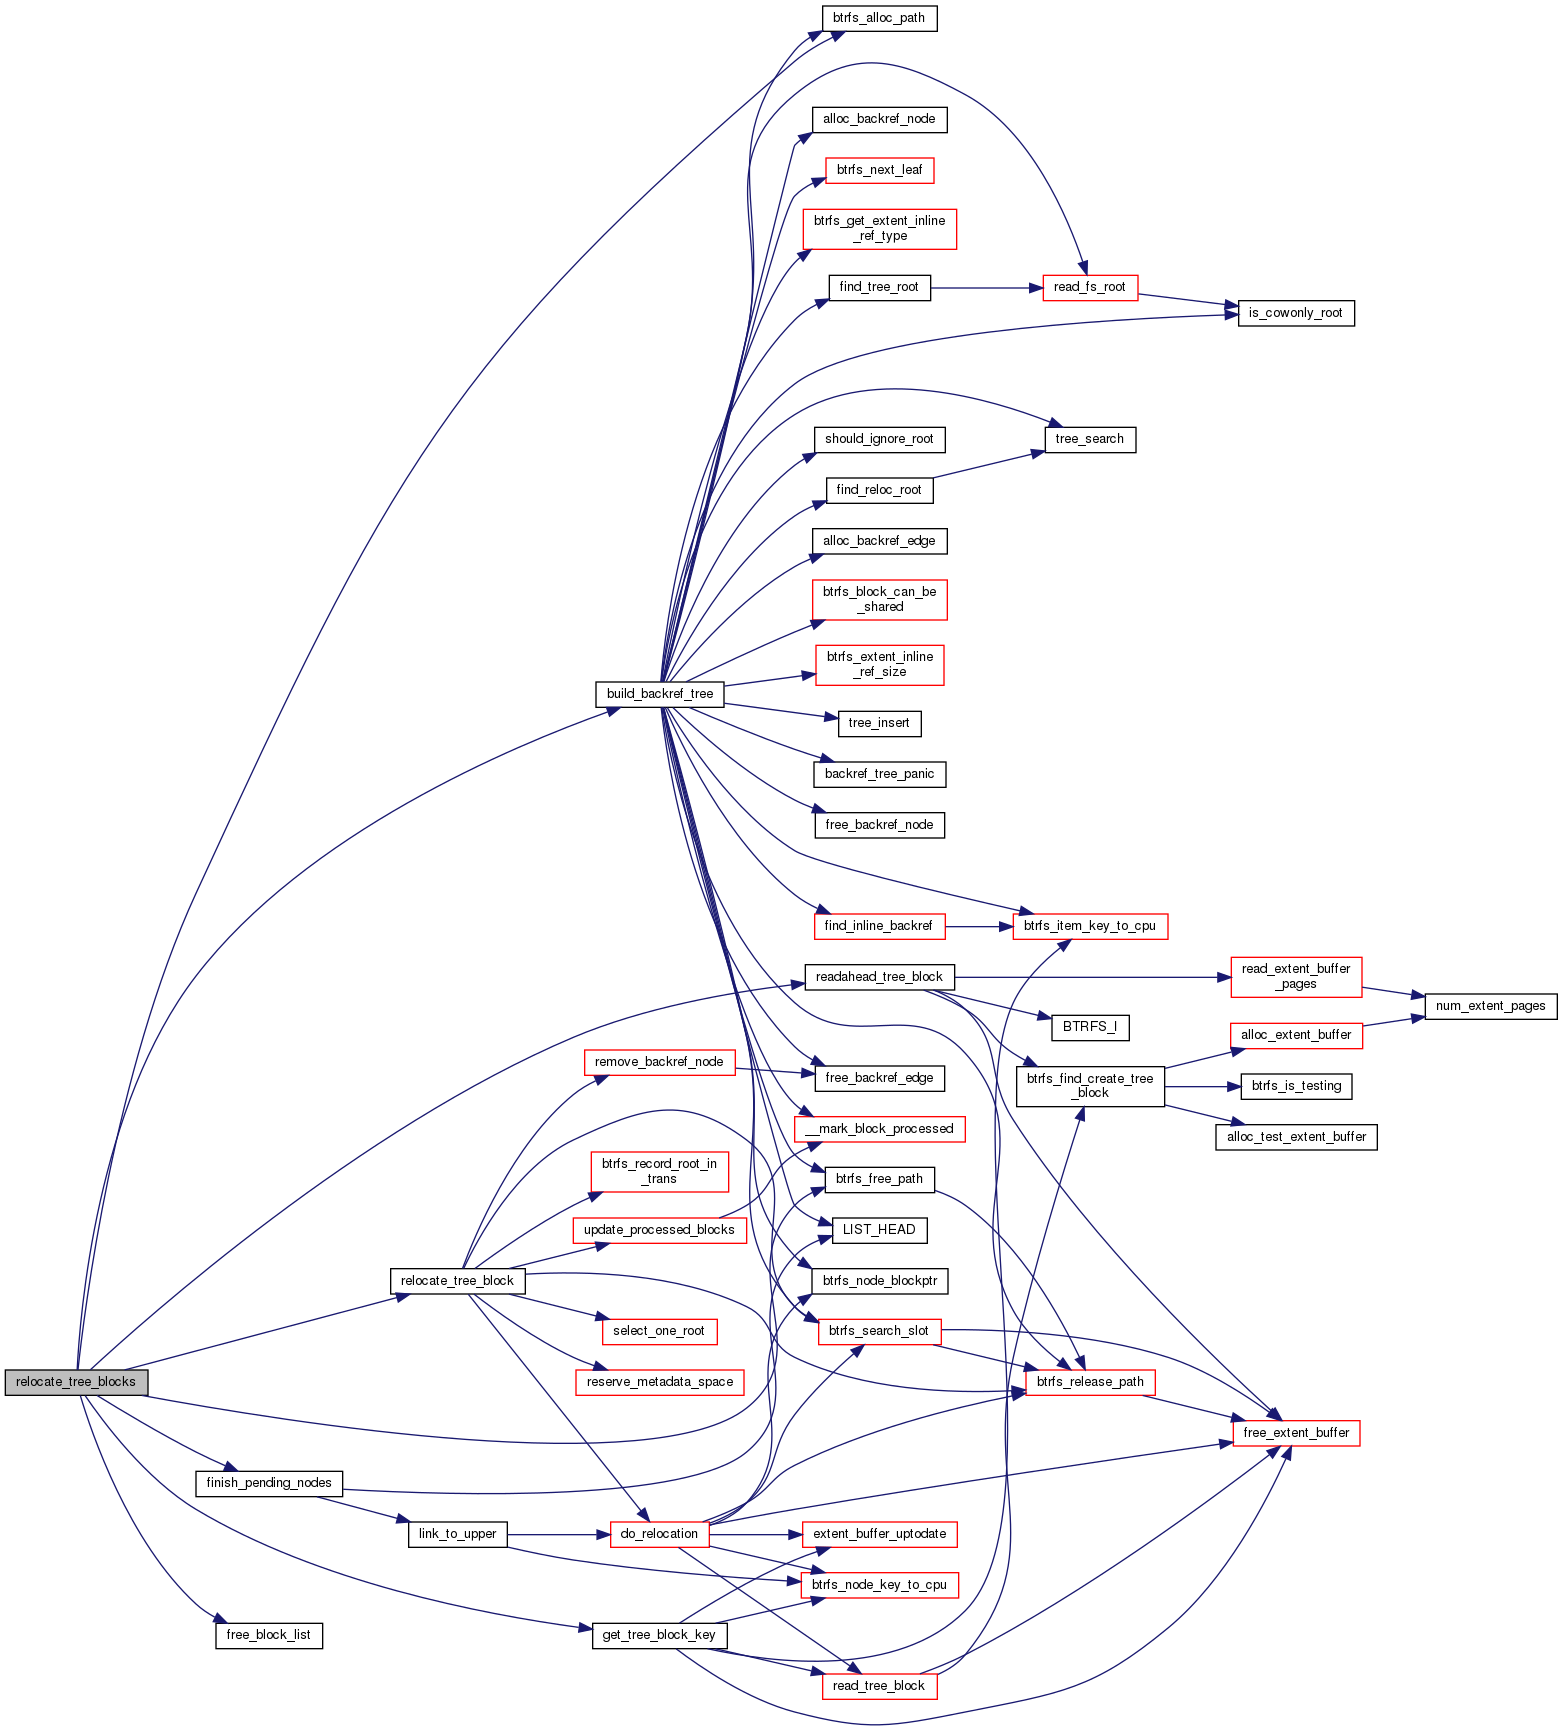 btrfs_alloc_path
alloc_backref_node
btrfs_next_leaf
btrfs_get_extent_inline
_ref_type
find_tree_root
read_fs_root
is_cowonly_root
should_ignore_root
tree_search
find_reloc_root
alloc_backref_edge
btrfs_block_can_be
_shared
btrfs_extent_inline
_ref_size
build_backref_tree
tree_insert
backref_tree_panic
free_backref_node
find_inline_backref
btrfs_item_key_to_cpu
readahead_tree_block
read_extent_buffer
_pages
num_extent_pages
BTRFS_I
alloc_extent_buffer
remove_backref_node
free_backref_edge
btrfs_find_create_tree
_block
btrfs_is_testing
__mark_block_processed
alloc_test_extent_buffer
btrfs_record_root_in
_trans
btrfs_free_path
update_processed_blocks
LIST_HEAD
relocate_tree_block
btrfs_node_blockptr
select_one_root
btrfs_search_slot
relocate_tree_blocks
reserve_metadata_space
btrfs_release_path
free_extent_buffer
finish_pending_nodes
link_to_upper
do_relocation
extent_buffer_uptodate
btrfs_node_key_to_cpu
free_block_list
get_tree_block_key
read_tree_block